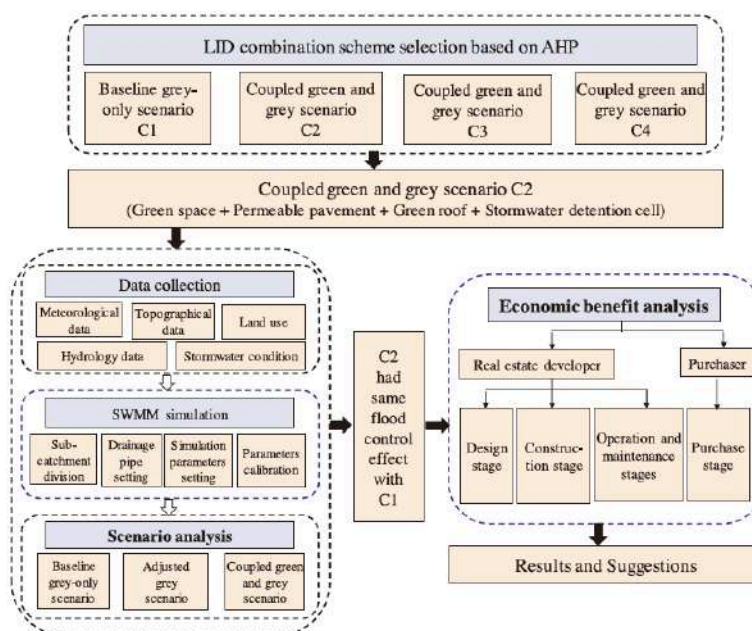 LID combination scheme selection based on AHP
Baseline grey-
only scenario
C1
Coupled green and
grey scenario
C2
Coupled green and
grey scenario
C3
Coupled green and
grey scenario
C4
Coupled green and grey scenario C2
(Green space + Permeable pavement + Green roof + Stormwater detention cell)
Data collection
Meteorological
data
Topographical
data
Land use
Hydrology data
Stormwater condition
SWMM simulation
Sub-
catchment
division
Drainage
pipe
setting
Simulation
parameters
setting
Parameters
calibration
Scenario analysis
Baseline
grey-only
scenario
Adjusted
grey
scenario
Coupled green
and grey
scenario
C2
had
same
flood
control
effect
with
C1
Economic benefit analysis
Real estate developer
Purchaser
Design
stage
Construc-
tion stage
Operation and
maintenance
stages
Purchase
stage
Results and Suggestions